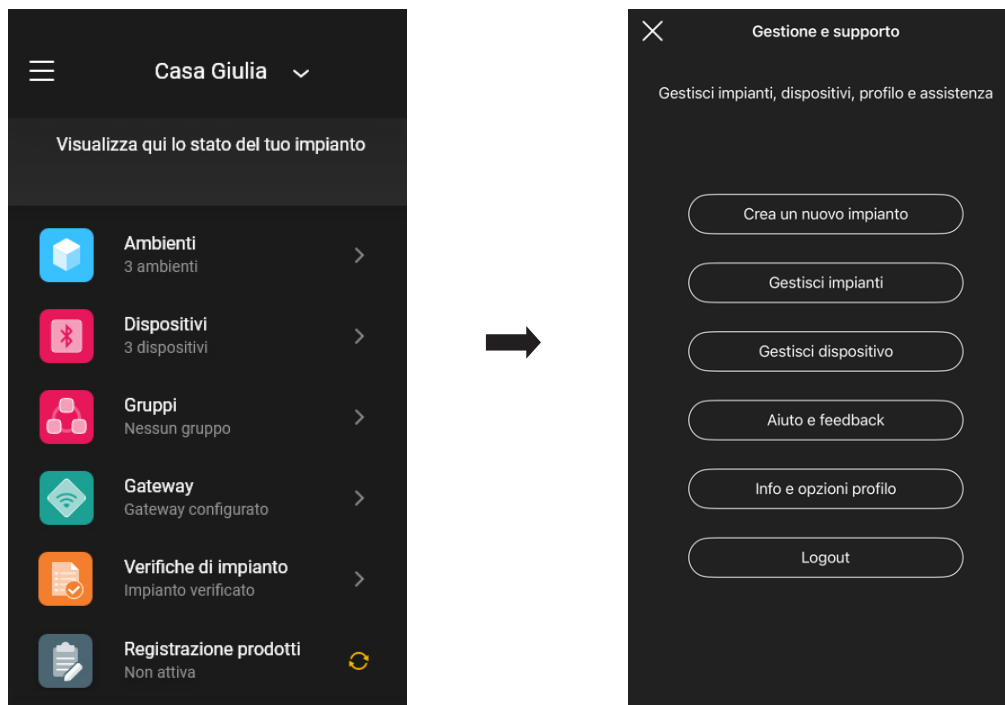 Casa Giulia
Visualizza qui lo stato del tuo impianto
Ambienti
3 ambienti
Dispositivi
3 dispositivi
Gruppi
Nessun gruppo
Gateway
Gateway configurato
Verifiche di impianto
Impianto verificato
Registrazione prodotti
Non attiva
Gestione e supporto
Gestisci impianti, dispositivi, profilo e assistenza
Crea un nuovo impianto
Gestisci impianti
Gestisci dispositivo
Aiuto e feedback
Info e opzioni profilo
Logout